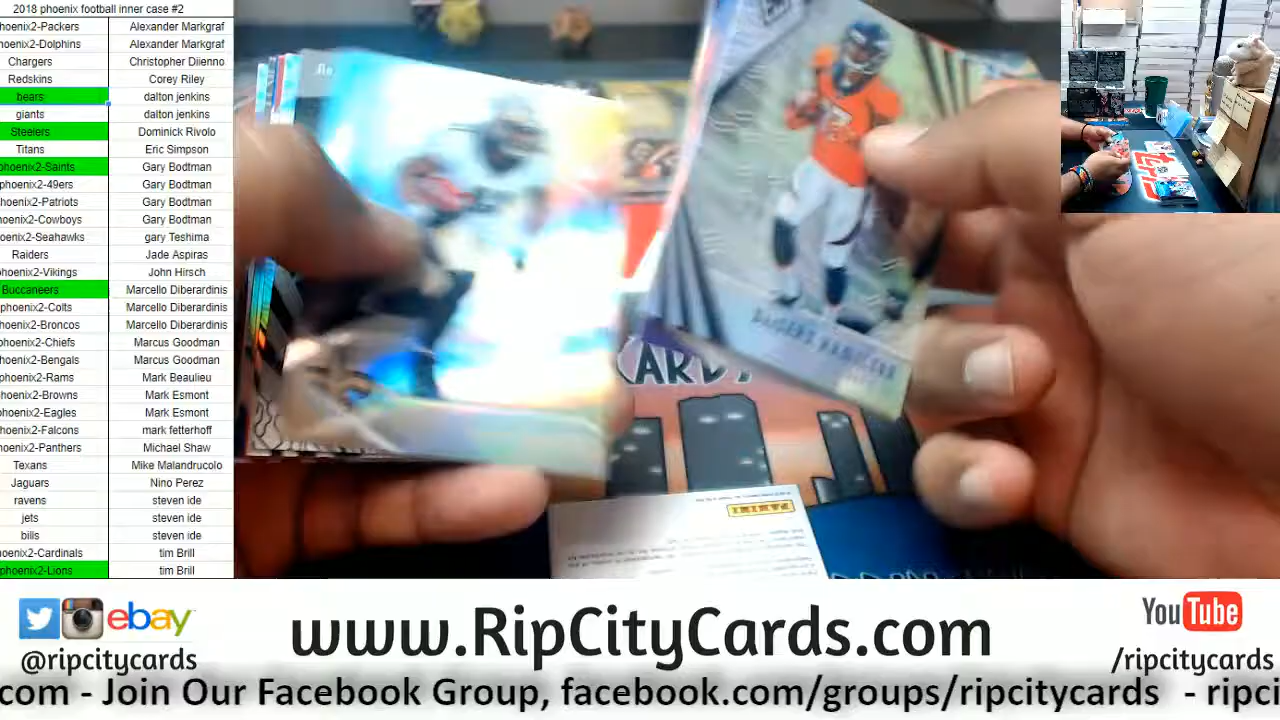 2018 phoenix football inner case #2
hoenix2-Packers Alexander Markgraf
hoenix2-Dolphins Alexander Markgraf
Chargers Christopher Diienno
Redskins Corey Riley
bears dalton jenkins
giants dalton jenkins
Steelers Dominick Rivolo
Titans Eric Simpson
phoenix2-Saints Gary Bodtman
phoenix2-49ers Gary Bodtman
hoenix2-Patriots Gary Bodtman
hoenix2-Cowboys Gary Bodtman
oenix2-Seahawks gary Teshima
Raiders Jade Aspiras
phoenix2-Vikings John Hirsch
Buccaneers Marcello Diberardinis
phoenix2-Colts Marcello Diberardinis
hoenix2-Broncos Marcello Diberardinis
phoenix2-Chiefs Marcus Goodman
hoenix2-Bengals Marcus Goodman
phoenix2-Rams Mark Beaulieu
hoenix2-Browns Mark Esmont
hoenix2-Eagles Mark Esmont
hoenix2-Falcons mark fetterhoff
hoenix2-Panthers Michael Shaw
Texans Mike Malandrucolo
Jaguars Nino Perez
ravens steven ide
jets steven ide
bills steven ide
oenix2-Cardinals tim Brill
phoenix2-Lions tim Brill
PANINI
ebay
@ripcitycards
www.RipCityCards.com
YouTube
/ripcitycards
.com - Join Our Facebook Group, facebook.com/groups/ripcitycards - ripci